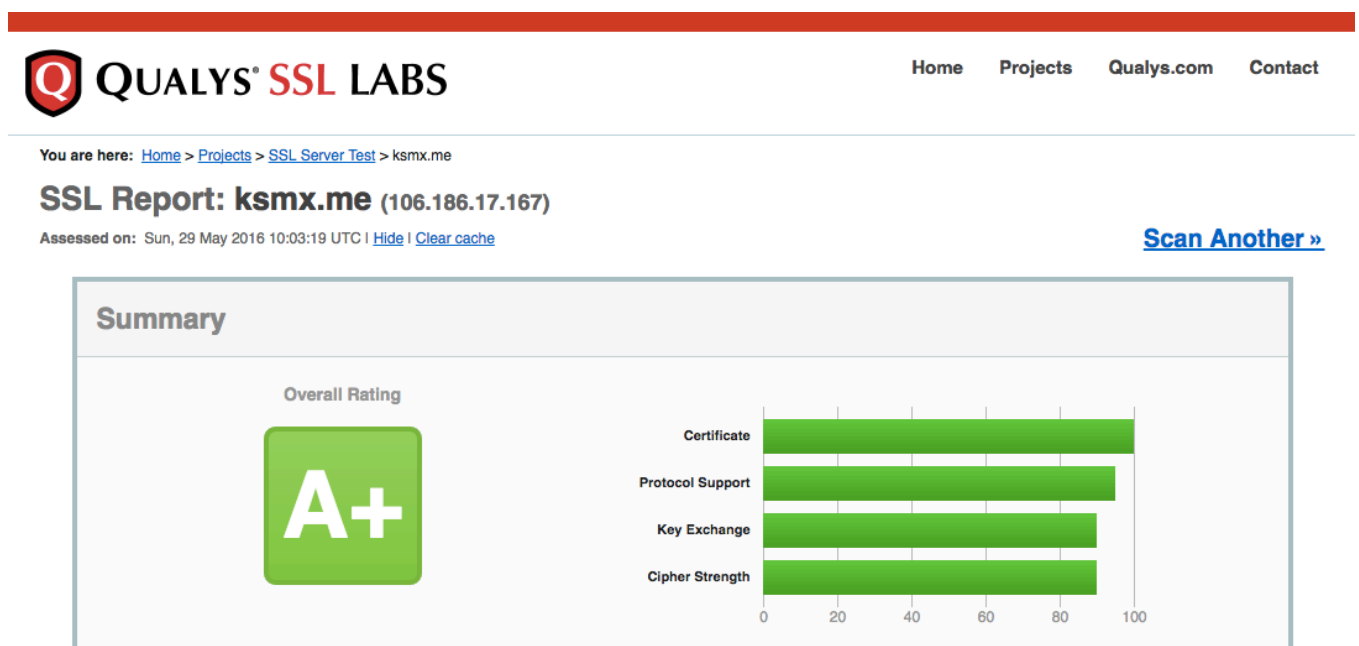 Q QUALYS® SSL LABS
Home Projects Qualys.com Contact
You are here: Home > Projects > SSL Server Test > ksmx.me
SSL Report: ksmx.me (106.186.17.167)
Assessed on: Sun, 29 May 2016 10:03:19 UTC | Hide | Clear cache
Scan Another »
Summary
Overall Rating
A+
Certificate
Protocol Support
Key Exchange
Cipher Strength
0 20 40 60 80 100